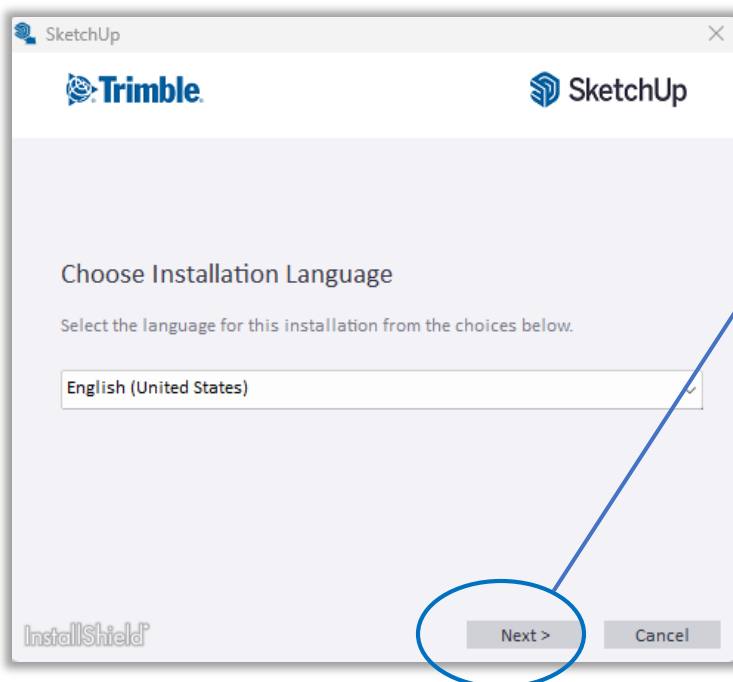 SketchUp
Trimble.
SketchUp
Choose Installation Language
Select the language for this installation from the choices below.
English (United States)
InstallShield
Next >
Cancel